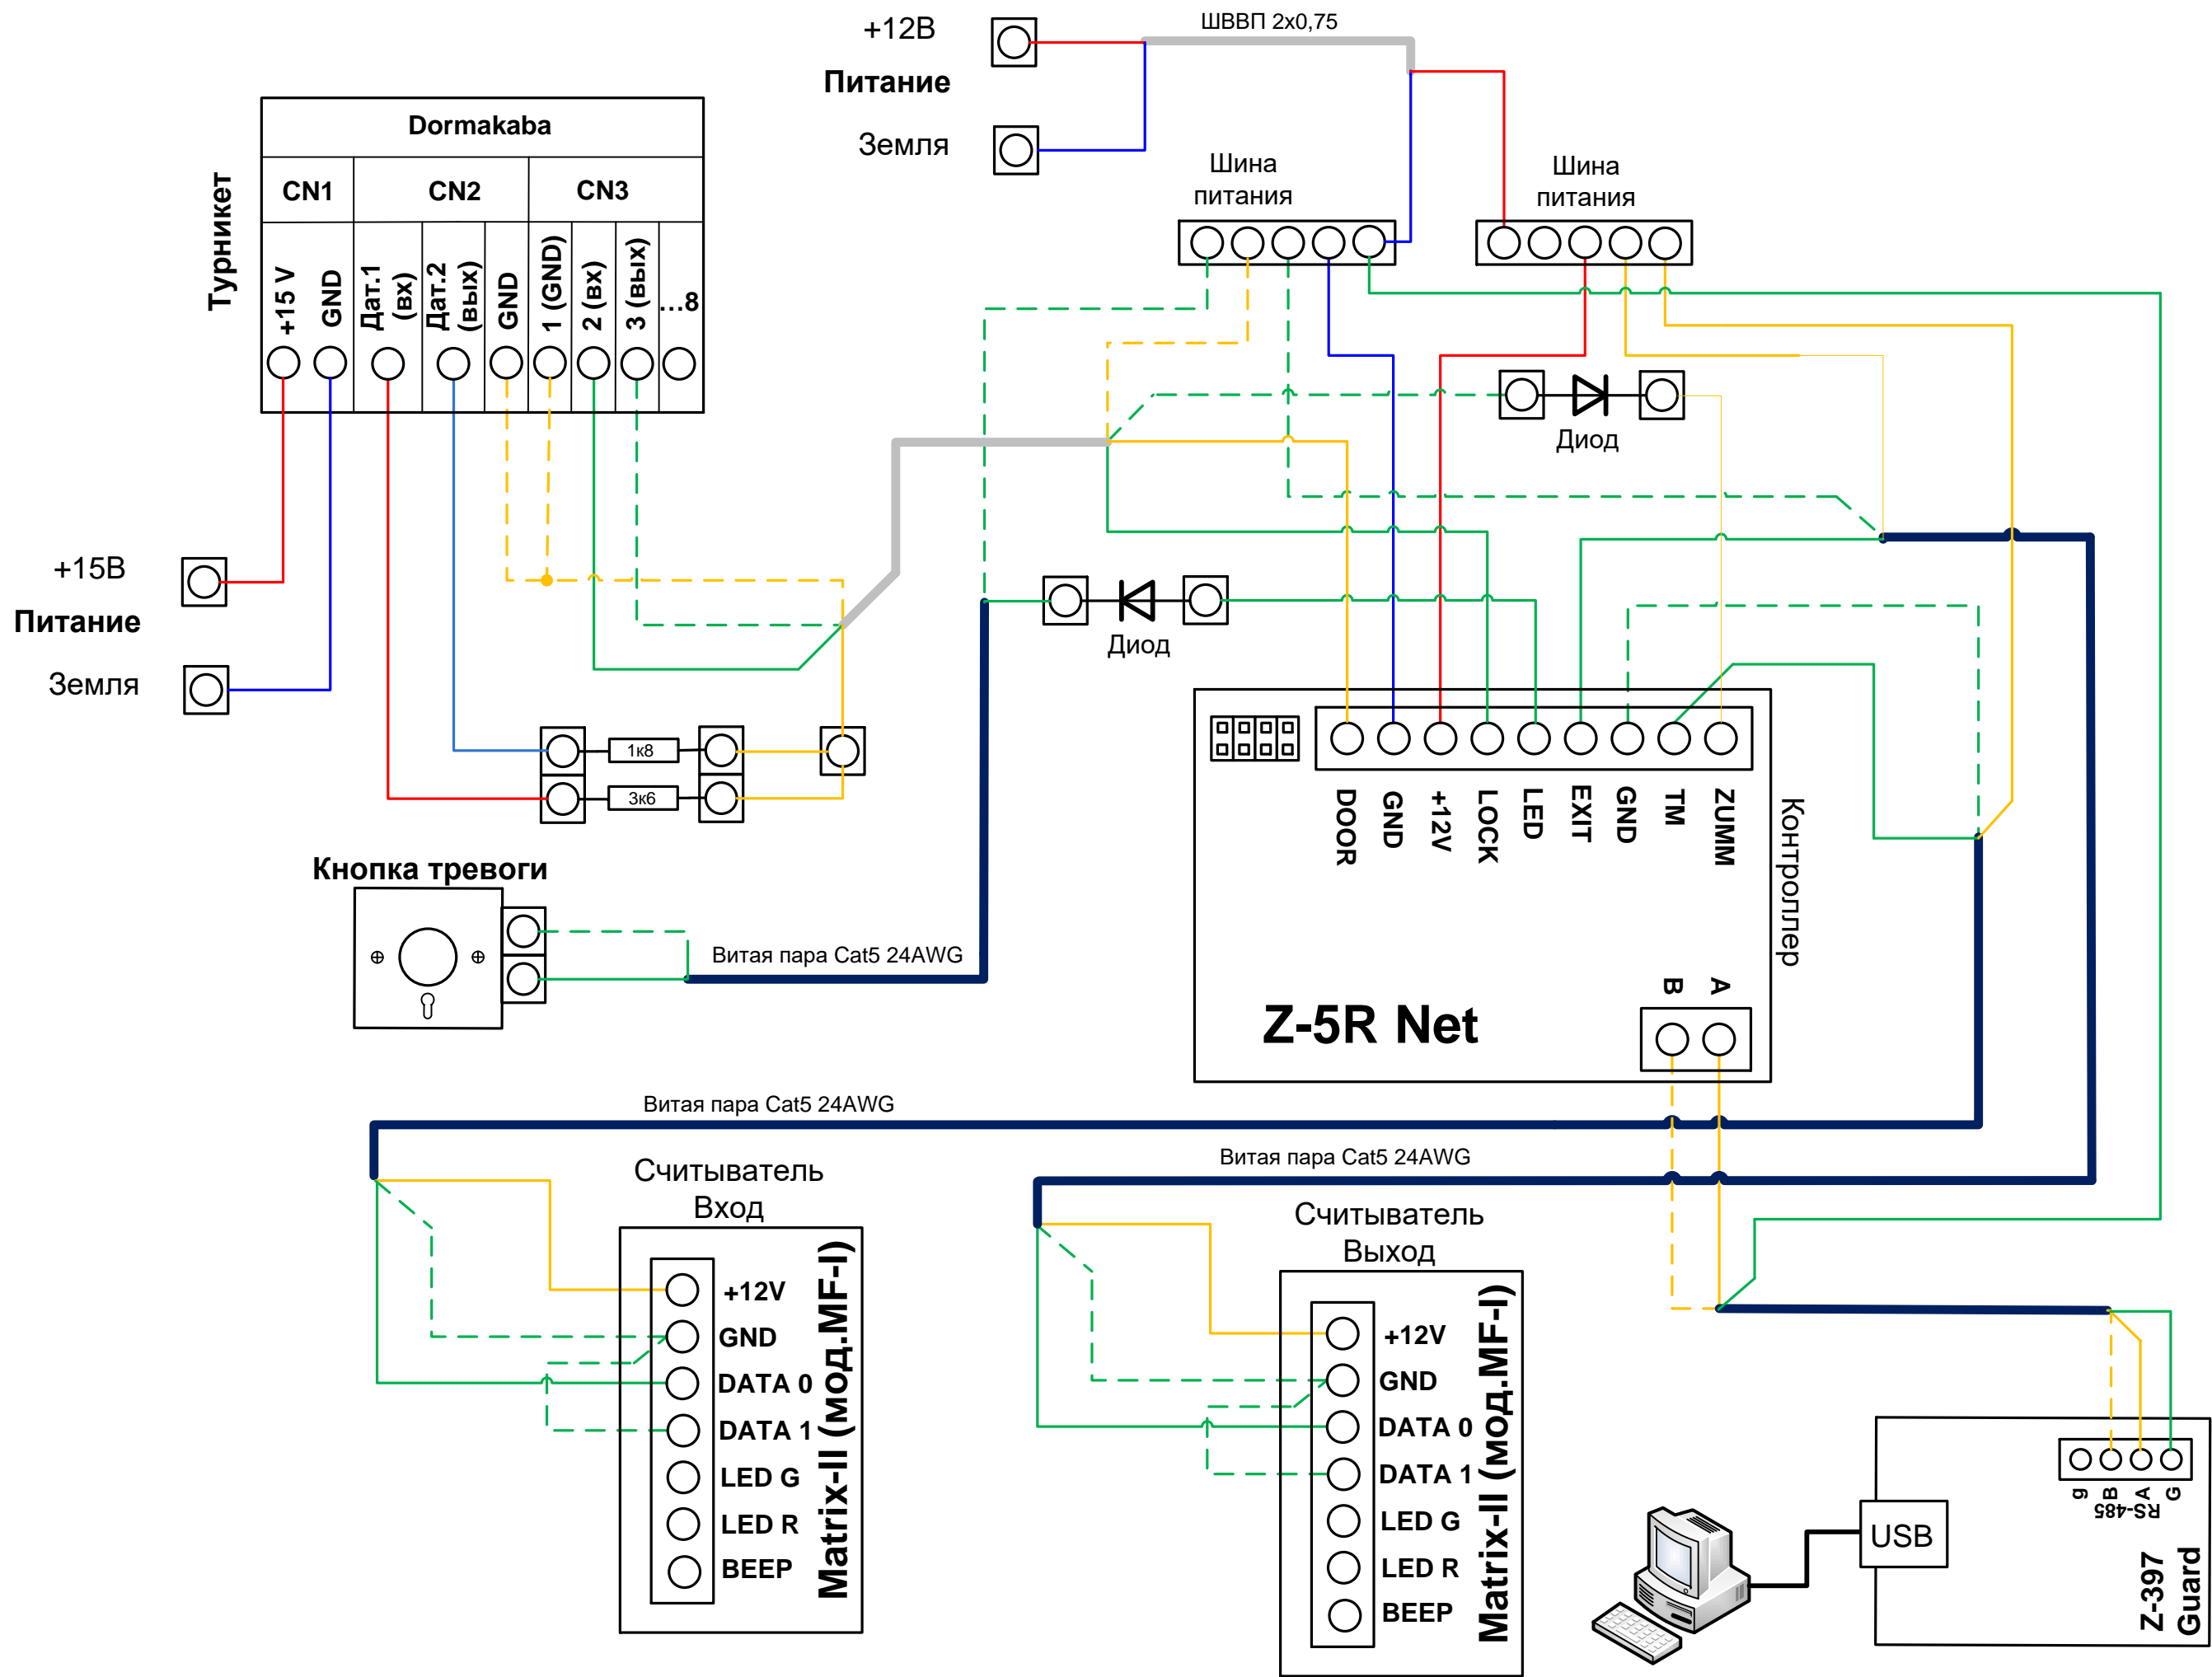 +12В
Питание
Земля
ШВВП 2х0,75
Шина
питания
Шина
питания
Турникет
Dormakaba
CN1
CN2
CN3
+15 V
GND
Дат.1
(вх)
Дат.2
(вых)
GND
1 (GND)
2 (вх)
3 (вых)
…8
Диод
+15В
Питание
Земля
Диод
1к8
3к6
Кнопка тревоги
Витая пара Cat5 24AWG
DOOR
GND
+12V
LOCK
LED
EXIT
GND
TM
ZUMM
Контроллер
B
A
Z-5R Net
Витая пара Cat5 24AWG
Витая пара Cat5 24AWG
Считыватель
Вход
+12V
GND
DATA 0
DATA 1
LED G
LED R
BEEP
Matrix-II (мод.MF-I)
Считыватель
Выход
+12V
GND
DATA 0
DATA 1
LED G
LED R
BEEP
Matrix-II (мод.MF-I)
g
B
A
G
RS-485
USB
Z-397
Guard